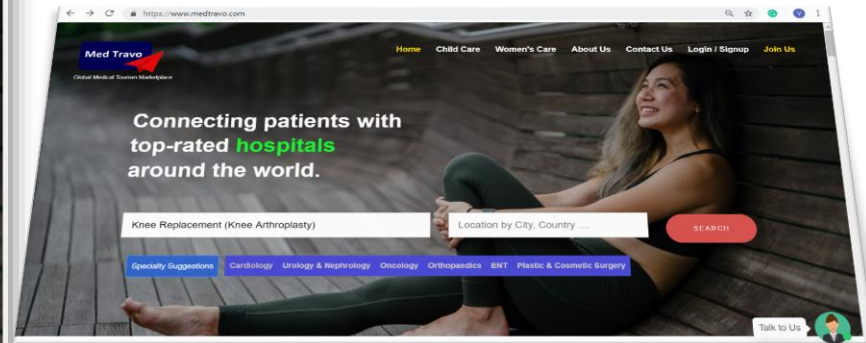 https://www.medtravo.com
Med Travo
Global Medical Tourism Marketplace
Home Child Care Women's Care About Us Contact Us Login / Signup Join Us
Connecting patients with
top-rated hospitals
around the world.
Knee Replacement (Knee Arthroplasty)
Location by City, Country ....
SEARCH
Specialty Suggestions Cardiology Urology & Nephrology Oncology Orthopaedics ENT Plastic & Cosmetic Surgery
Talk to Us
V